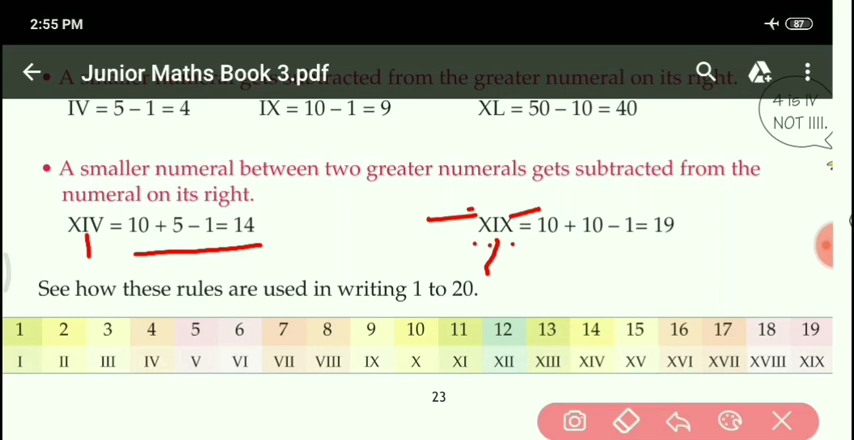 2:55 PM
87
Junior Maths Book 3.pdf
• A smaller numeral gets subtracted from the greater numeral on its right.
IV = 5 – 1 = 4 IX = 10 – 1 = 9 XL = 50 – 10 = 40
4 is IV
NOT IIII.
• A smaller numeral between two greater numerals gets subtracted from the
numeral on its right.
XIV = 10 + 5 – 1= 14 XIX = 10 + 10 – 1= 19
See how these rules are used in writing 1 to 20.
1 2 3 4 5 6 7 8 9 10 11 12 13 14 15 16 17 18 19
I II III IV V VI VII VIII IX X XI XII XIII XIV XV XVI XVII XVIII XIX
23